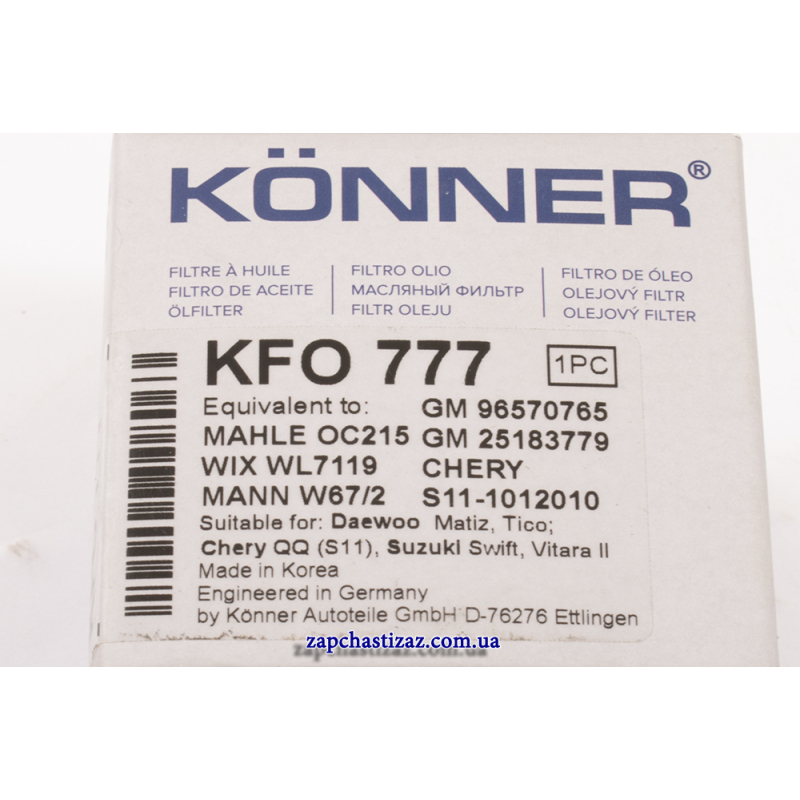 KÖNNER®
FILTRE À HUILE
FILTRO DE ACEITE
ÖLFILTER
FILTRO OLIO
МАСЛЯНЫЙ ФИЛЬТР
FILTR OLEJU
FILTRO DE ÓLEO
OLEJOVÝ FILTR
OLEJOVÝ FILTER
KFO 777
1PC
Equivalent to: GM 96570765
MAHLE OC215 GM 25183779
WIX WL7119 CHERY
MANN W67/2 S11-1012010
Suitable for: Daewoo Matiz, Tico;
Chery QQ (S11), Suzuki Swift, Vitara II
Made in Korea
Engineered in Germany
by Könner Autoteile GmbH D-76276 Ettlingen
zapchastizaz.com.ua